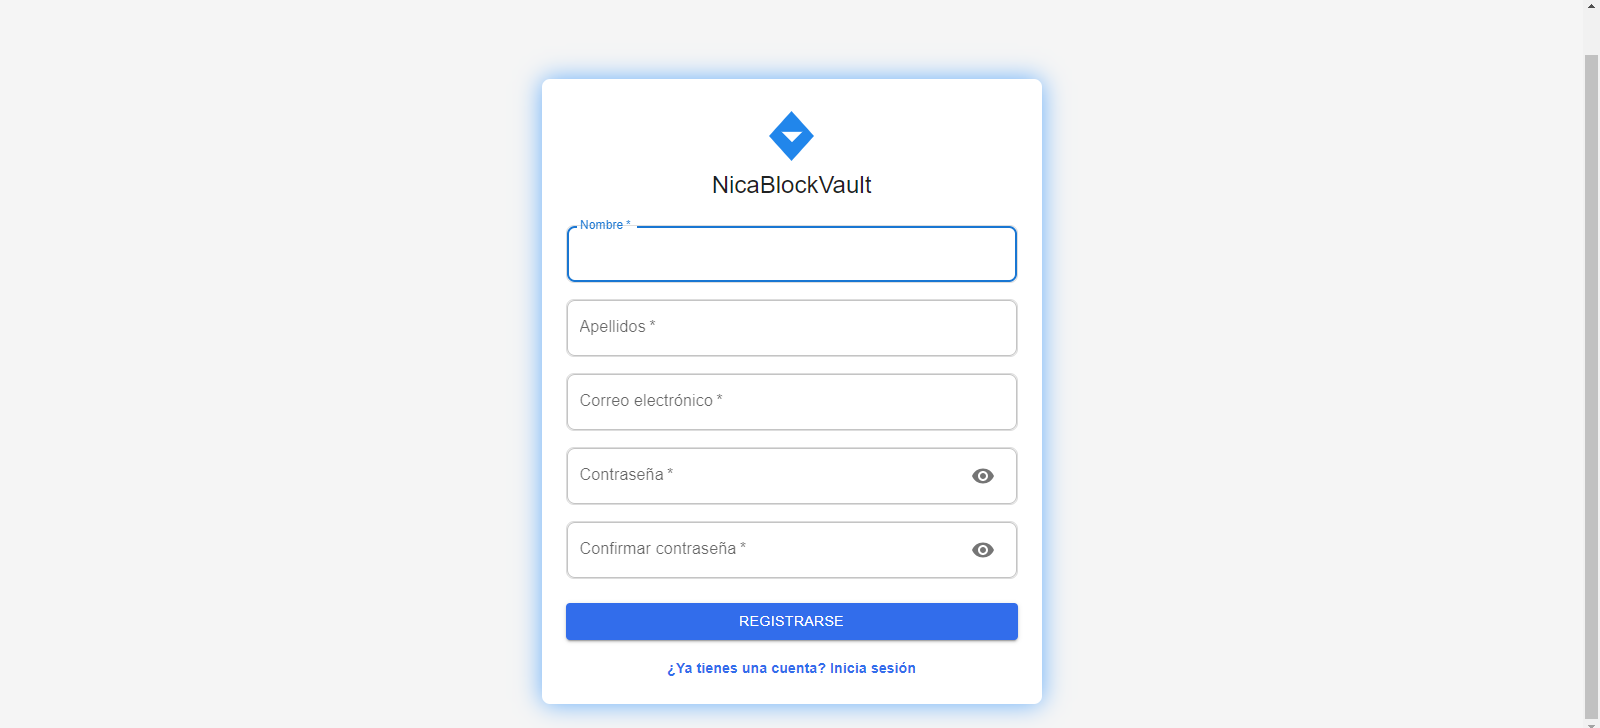 NicaBlockVault
Nombre *
Apellidos *
Correo electrónico *
Contraseña *
Confirmar contraseña *
REGISTRARSE
¿Ya tienes una cuenta? Inicia sesión